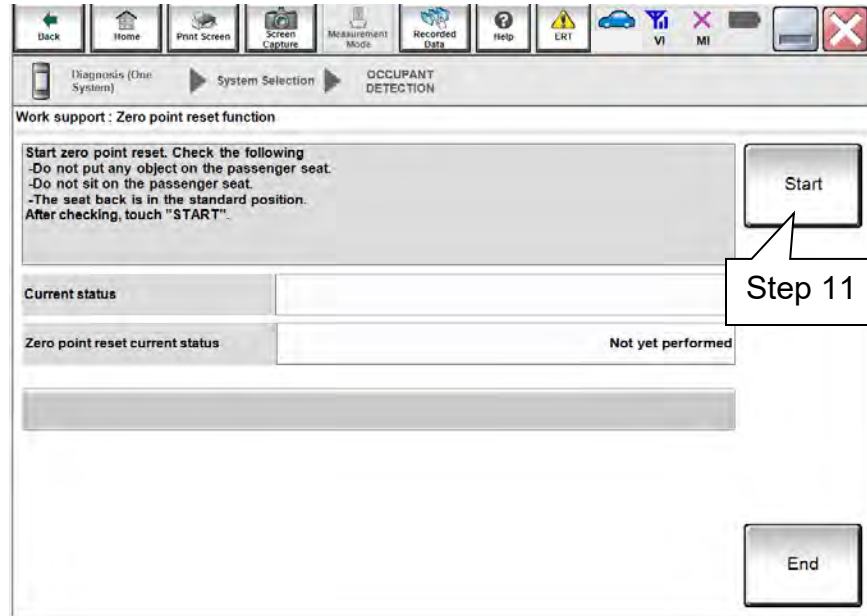 Back
Home
Print Screen
Screen
Capture
Measurement
Mode
Recorded
Data
Help
ERT
VI
MI
Diagnosis (One
System)
System Selection
OCCUPANT
DETECTION
Work support : Zero point reset function
Start zero point reset. Check the following
-Do not put any object on the passenger seat.
-Do not sit on the passenger seat.
-The seat back is in the standard position.
After checking, touch "START".
Start
Step 11
Current status
Zero point reset current status
Not yet performed
End